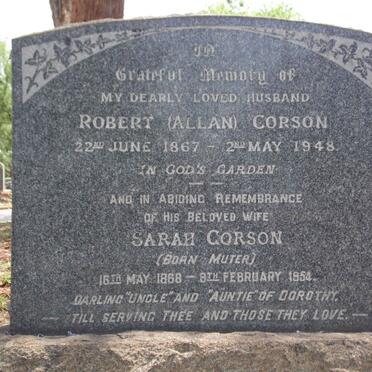 In
Grateful Memory of
MY DEARLY LOVED HUSBAND
ROBERT (ALLAN) CORSON
22ND JUNE 1867 - 2ND MAY 1948.
IN GOD'S GARDEN
AND IN ABIDING REMEMBRANCE
OF HIS BELOVED WIFE
SARAH CORSON
(BORN MUTER)
16TH MAY 1868 - 8TH FEBRUARY 1954.
DARLING "UNCLE" AND "AUNTIE" OF DOROTHY.
- TILL SERVING THEE AND THOSE THEY LOVE. -